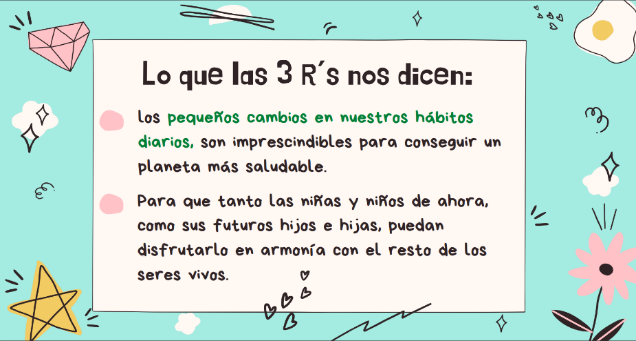 Lo que las 3 R´s nos dicen:
los pequeños cambios en nuestros hábitos
diarios, son imprescindibles para conseguir un
planeta más saludable.
Para que tanto las niñas y niños de ahora,
como sus futuros hijos e hijas, puedan
disfrutarlo en armonía con el resto de los
seres vivos.